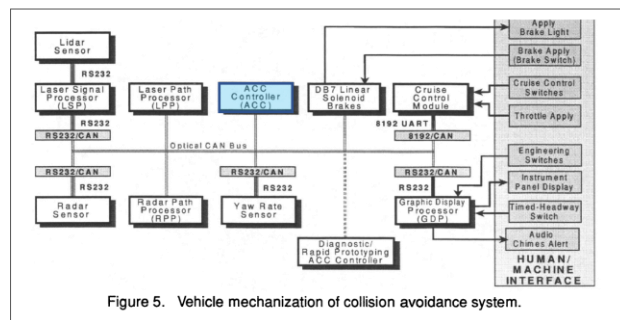 Apply
Brake Light
Brake Apply
(Brake Switch)
Lidar
Sensor
RS232
Laser Signal
Processor
(LSP)
Laser Path
Processor
(LPP)
ACC
Controller
(ACC)
DB7 Linear
Solenoid
Brakes
Cruise
Control
Module
Cruise Control
Switches
Throttle Apply
RS232
8192 UART
RS232/CAN
8192/CAN
Optical CAN Bus
Engineering
Switches
RS232/CAN
RS232/CAN
RS232/CAN
RS232
RS232
RS232
Instrument
Panel Display
Radar
Sensor
Radar Path
Processor
(RPP)
Yaw Rate
Sensor
Graphic Display
Processor
(GDP)
Timed-Headway
Switch
Audio
Chimes Alert
Diagnostic/
Rapid Prototyping
ACC Controller
HUMAN/
MACHINE
INTERFACE
Figure 5. Vehicle mechanization of collision avoidance system.